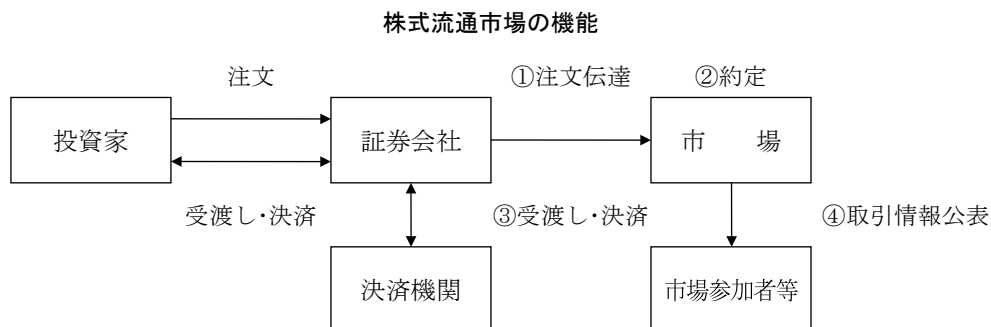 株式流通市場の機能
注文
①注文伝達
②約定
投資家
証券会社
市　場
受渡し・決済
③受渡し・決済
④取引情報公表
決済機関
市場参加者等